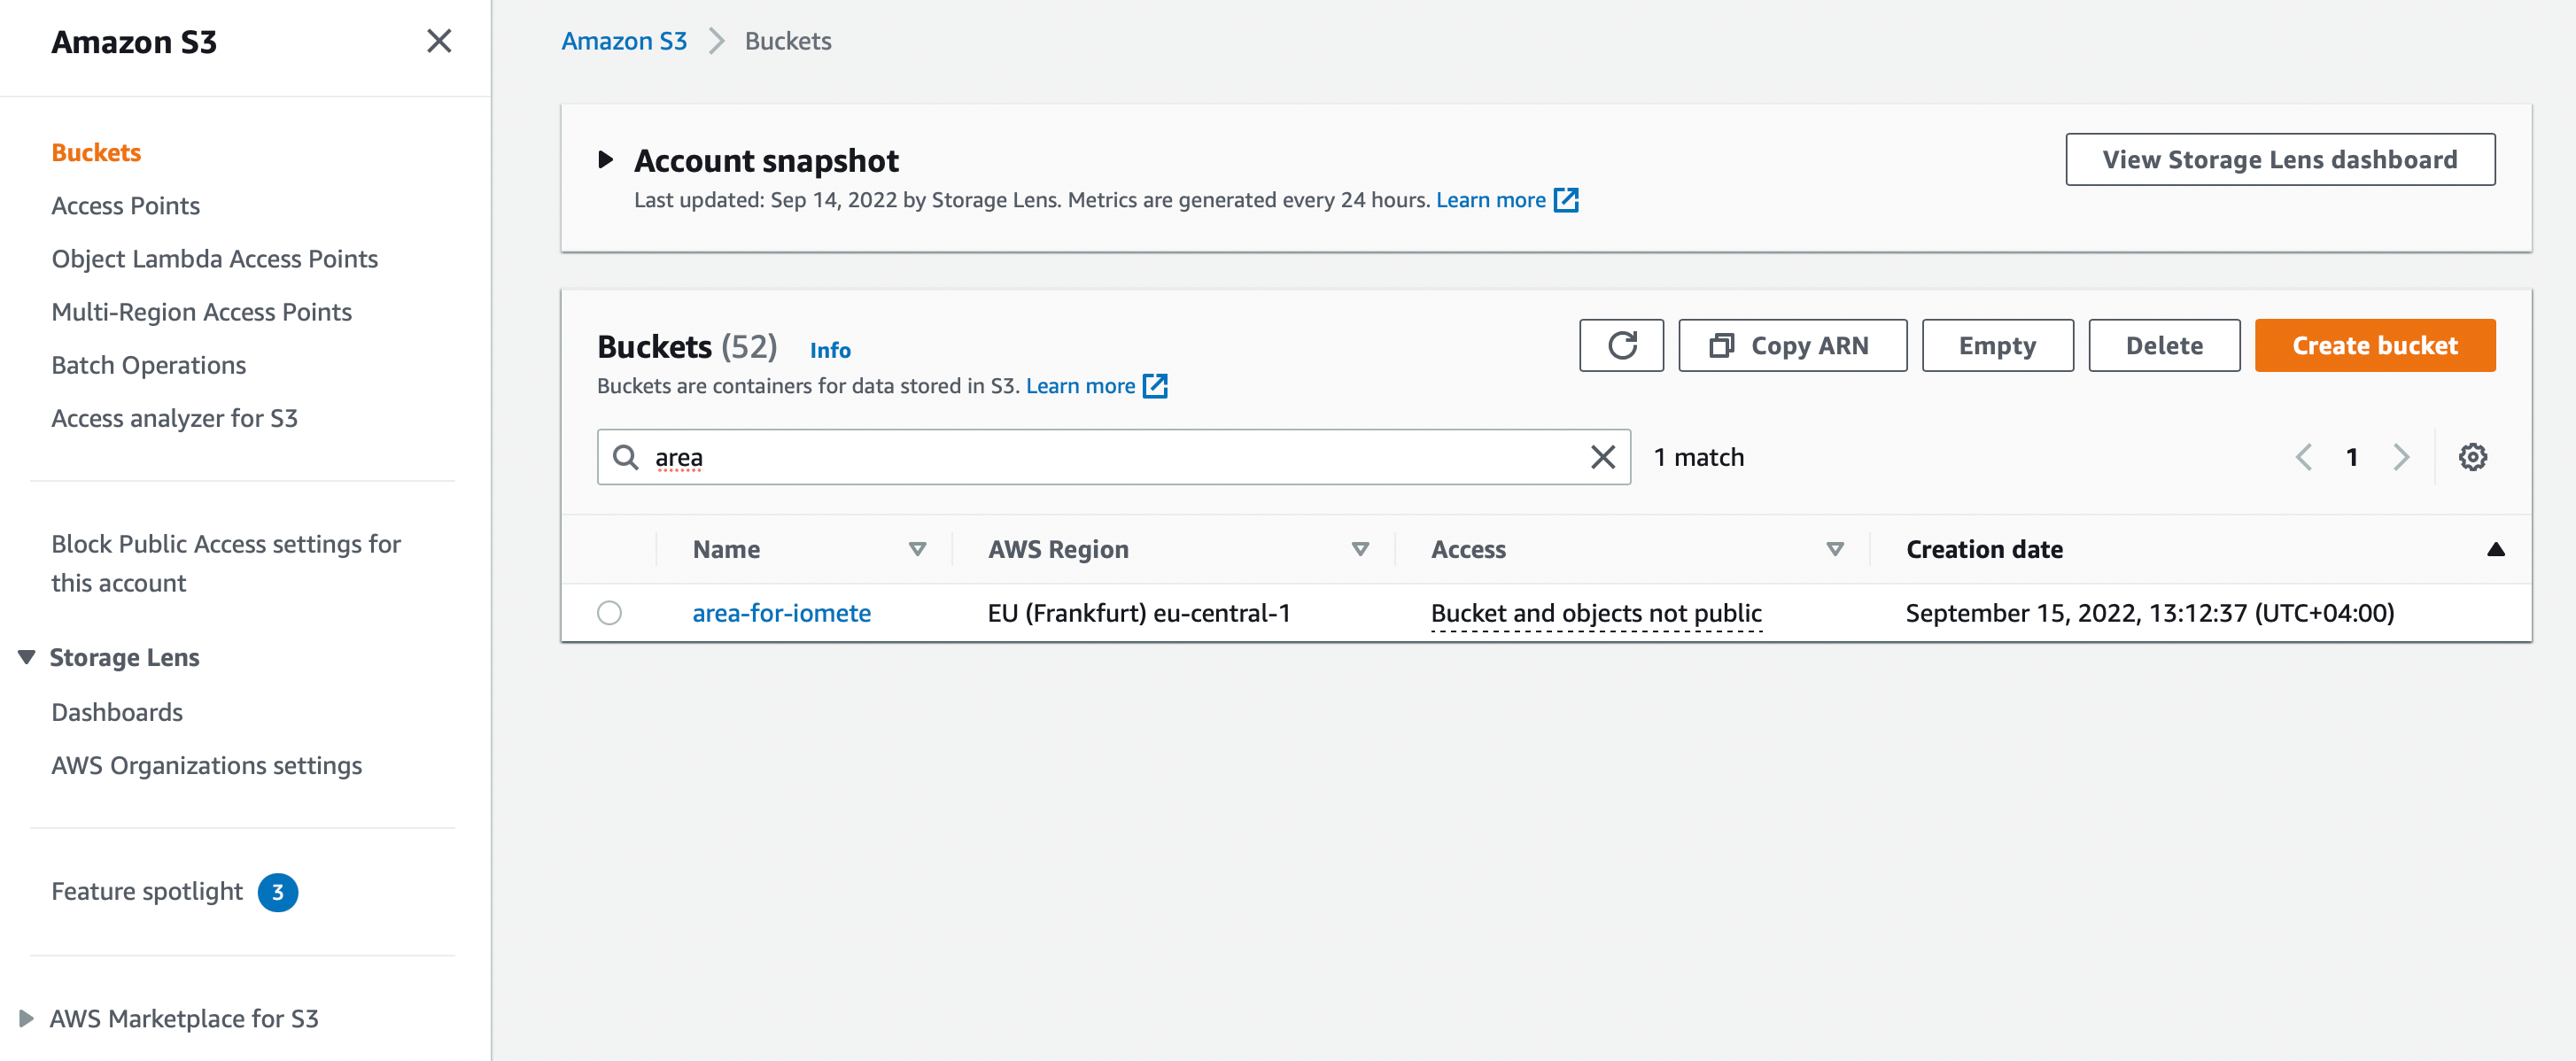 Amazon S3
Buckets
Access Points
Object Lambda Access Points
Multi-Region Access Points
Batch Operations
Access analyzer for S3
Block Public Access settings for
this account
Storage Lens
Dashboards
AWS Organizations settings
Feature spotlight 3
AWS Marketplace for S3
Amazon S3 Buckets
Account snapshot
Last updated: Sep 14, 2022 by Storage Lens. Metrics are generated every 24 hours. Learn more
View Storage Lens dashboard
Buckets (52) Info
Buckets are containers for data stored in S3. Learn more
Copy ARN Empty Delete Create bucket
area 1 match 1
Name AWS Region Access Creation date
area-for-iomete EU (Frankfurt) eu-central-1 Bucket and objects not public September 15, 2022, 13:12:37 (UTC+04:00)